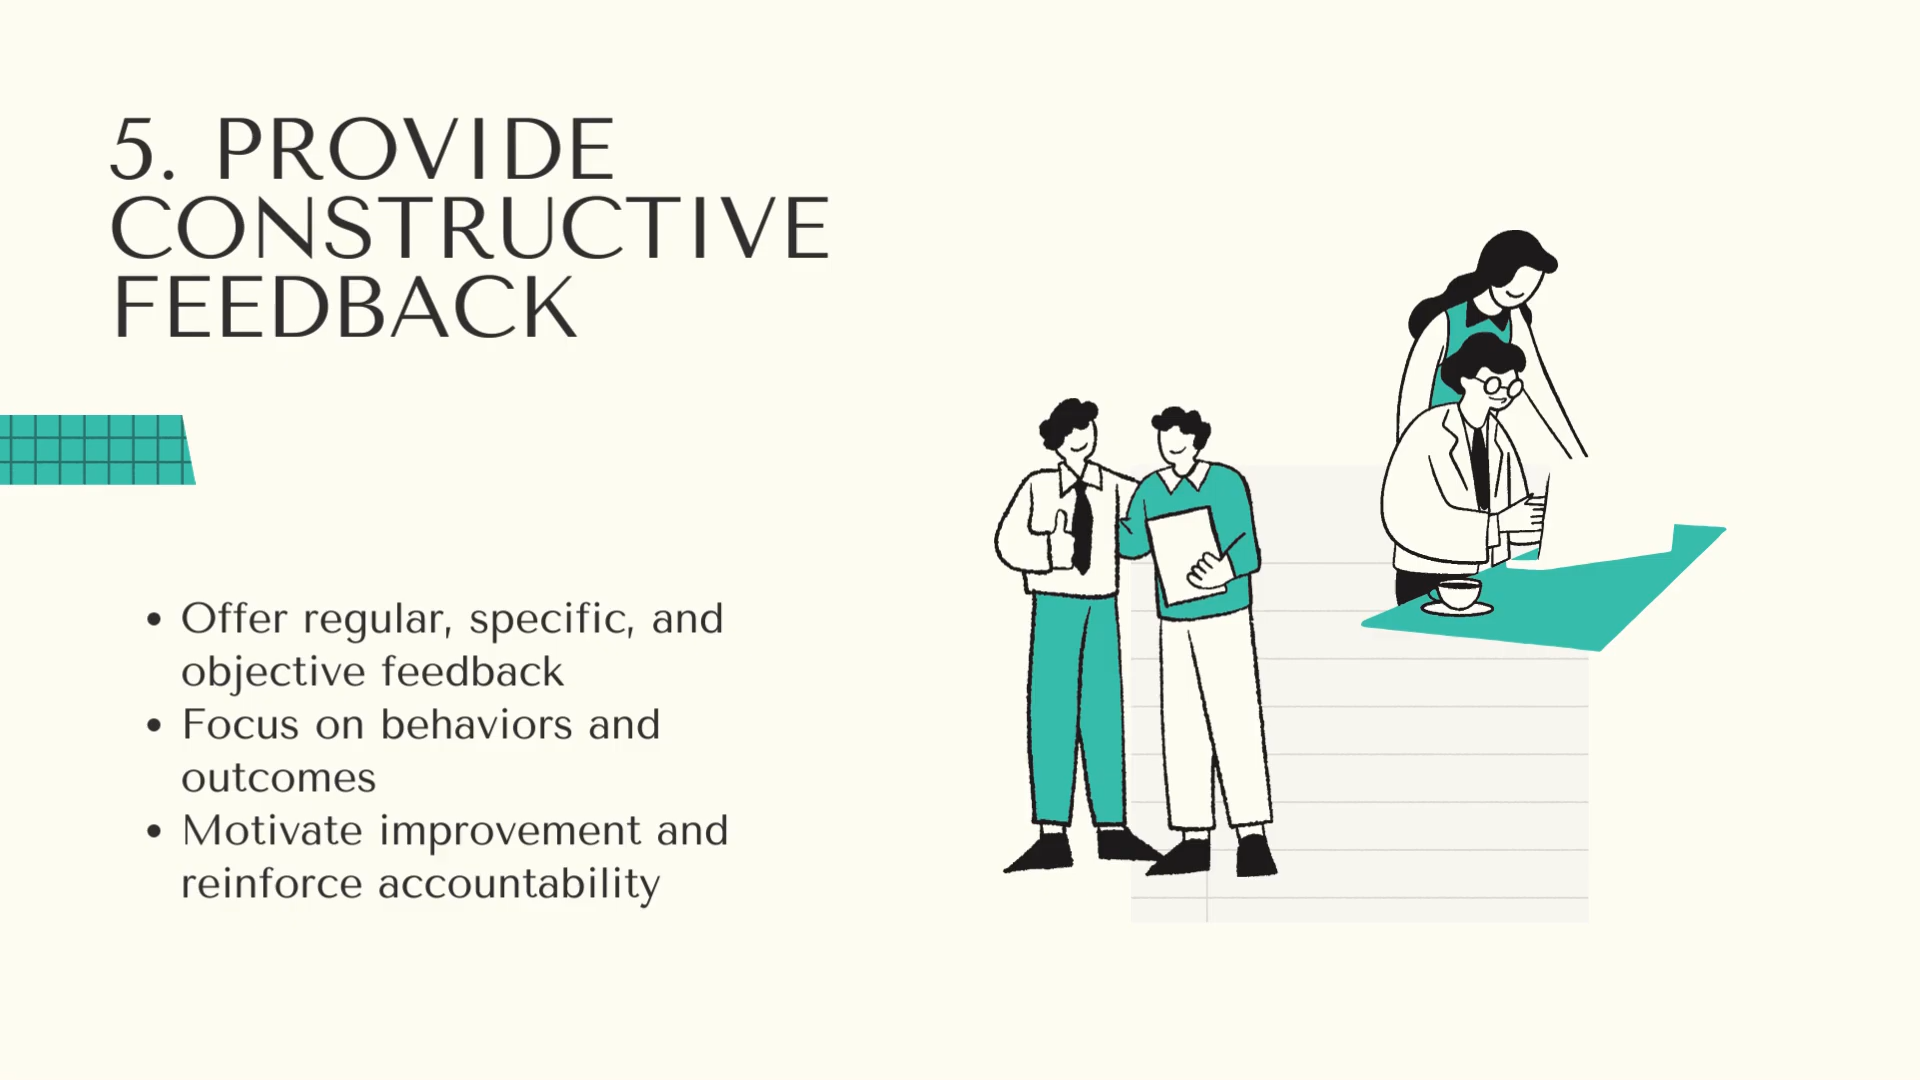 5. PROVIDE
CONSTRUCTIVE
FEEDBACK
• Offer regular, specific, and
objective feedback
• Focus on behaviors and
outcomes
• Motivate improvement and
reinforce accountability